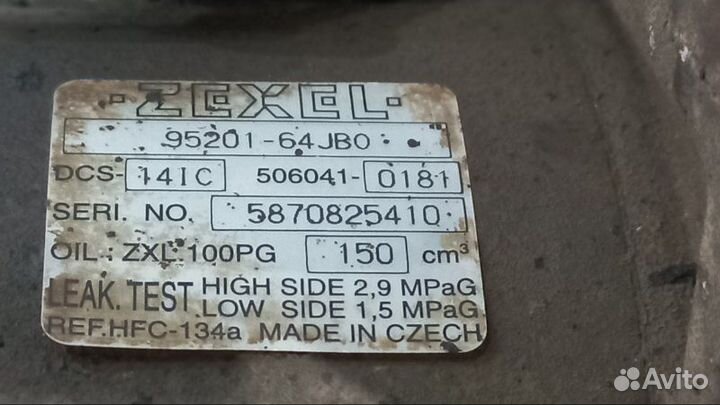 ZEXEL
95201-64JB0
DCS-14IC 506041-0181
SERI. NO. 5870825410
OIL: ZXL 100PG 150 cm³
LEAK. TEST HIGH SIDE 2,9 MPaG
LOW SIDE 1,5 MPaG
REF.HFC-134a MADE IN CZECH
Avito